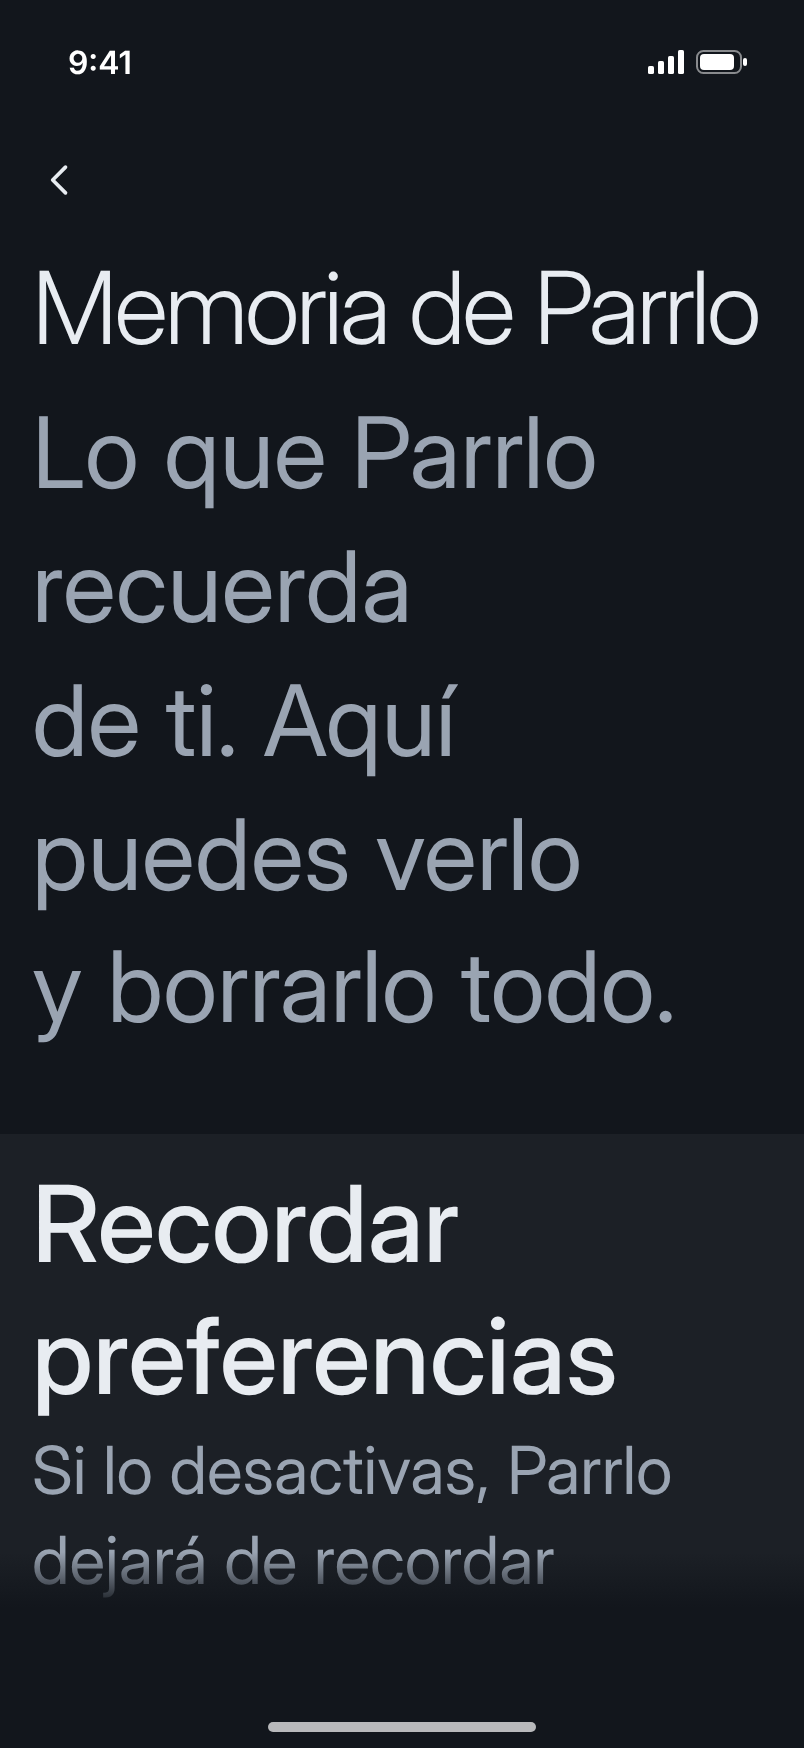 9:41
Memoria de Parrlo
Lo que Parrlo
recuerda
de ti. Aquí
puedes verlo
y borrarlo todo.
Recordar
preferencias
Si lo desactivas, Parrlo
dejará de recordar